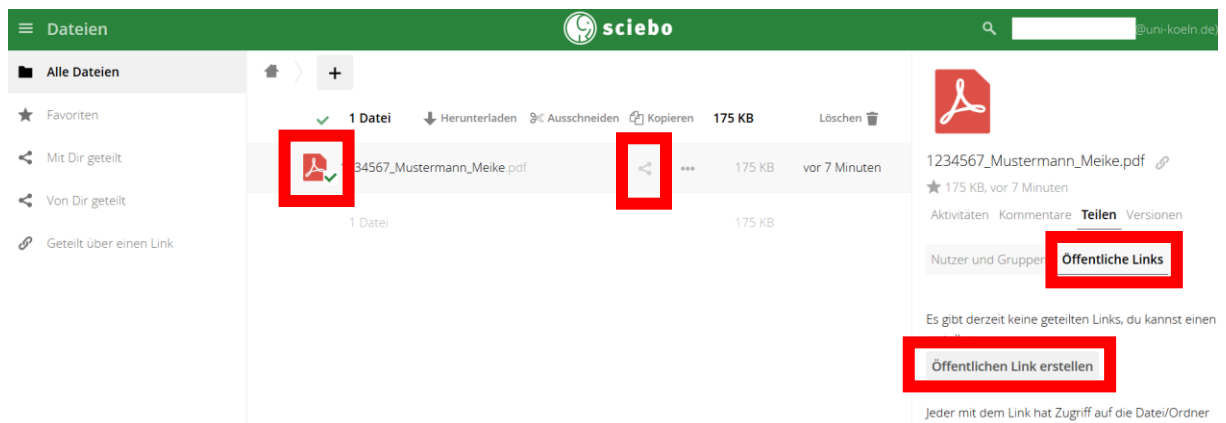 Dateien
sciebo
@uni-koeln.de)
Alle Dateien
Favoriten
Mit Dir geteilt
Von Dir geteilt
Geteilt über einen Link
+
1 Datei Herunterladen Ausschneiden Kopieren 175 KB Löschen
34567_Mustermann_Meike.pdf ... 175 KB vor 7 Minuten
1 Datei 175 KB
1234567_Mustermann_Meike.pdf
175 KB, vor 7 Minuten
Aktivitäten Kommentare Teilen Versionen
Nutzer und Gruppen Öffentliche Links
Es gibt derzeit keine geteilten Links, du kannst einen
Öffentlichen Link erstellen
Jeder mit dem Link hat Zugriff auf die Datei/Ordner